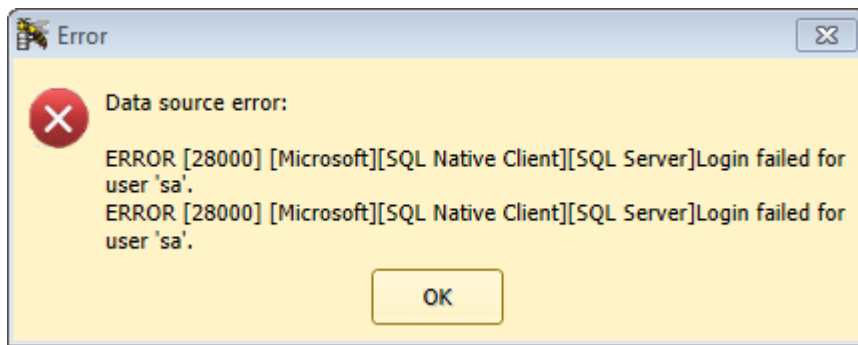 Error
Data source error:
ERROR [28000] [Microsoft][SQL Native Client][SQL Server]Login failed for
user 'sa'.
ERROR [28000] [Microsoft][SQL Native Client][SQL Server]Login failed for
user 'sa'.
OK